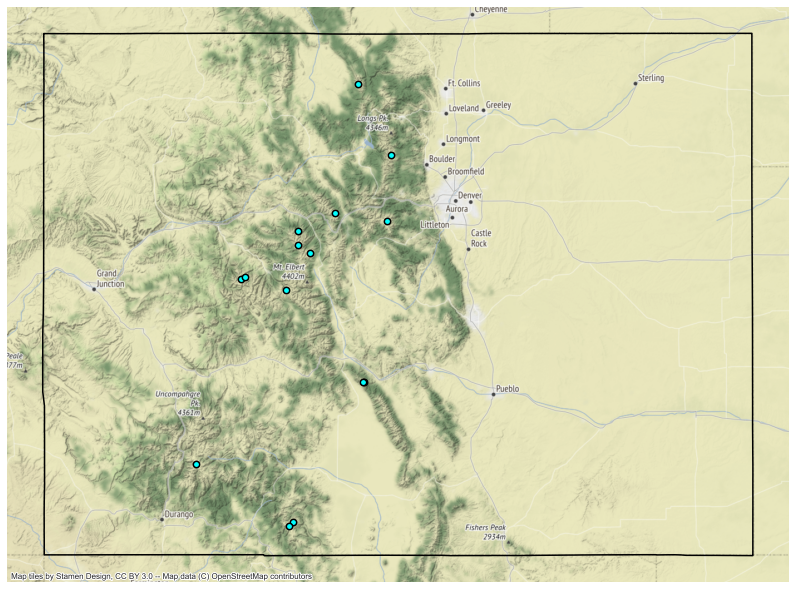 Cheyenne
Sterling
Ft. Collins
Loveland
Greeley
Longs Pk.
4346m
Longmont
Boulder
Broomfield
Denver
Aurora
Littleton
Castle
Rock
Mt. Elbert
4402m
Grand
Junction
Peale
877m
Uncompahgre
Pk.
4361m
Pueblo
Durango
Fishers Peak
2934m
Map tiles by Stamen Design, CC BY 3.0 -- Map data (C) OpenStreetMap contributors